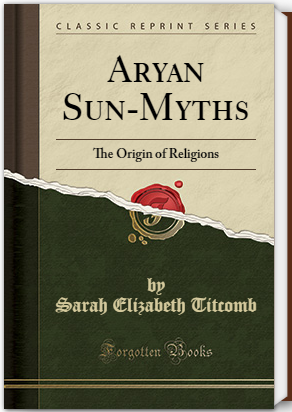 CLASSIC REPRINT SERIES
ARYAN
SUN-MYTHS
The Origin of Religions
by
Sarah Elizabeth Titcomb
Forgotten Books